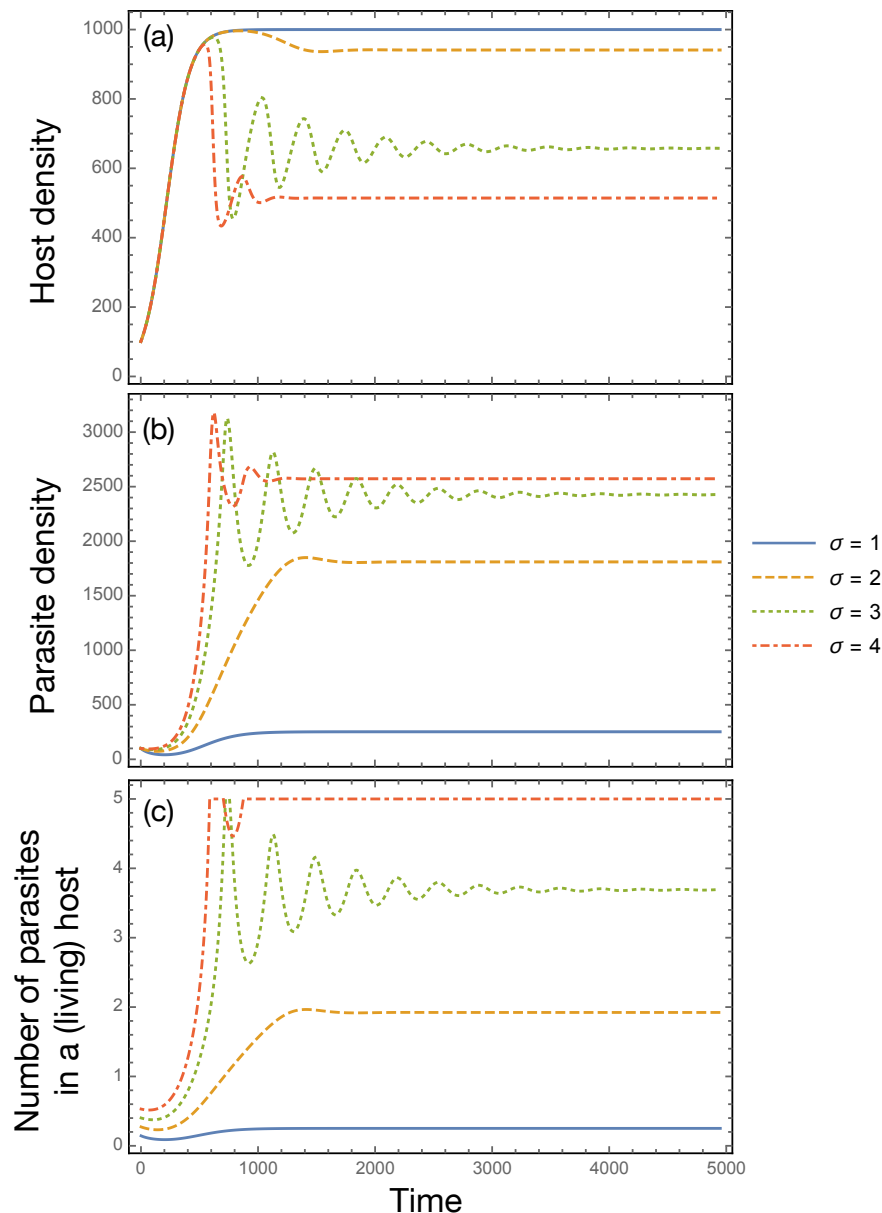 (a)
1000
800
600
400
200
0
Host density
(b)
3000
2500
2000
1500
1000
500
0
Parasite density
(c)
5
4
3
2
1
0
Number of parasites
in a (living) host
0 1000 2000 3000 4000 5000
Time
σ = 1
σ = 2
σ = 3
σ = 4